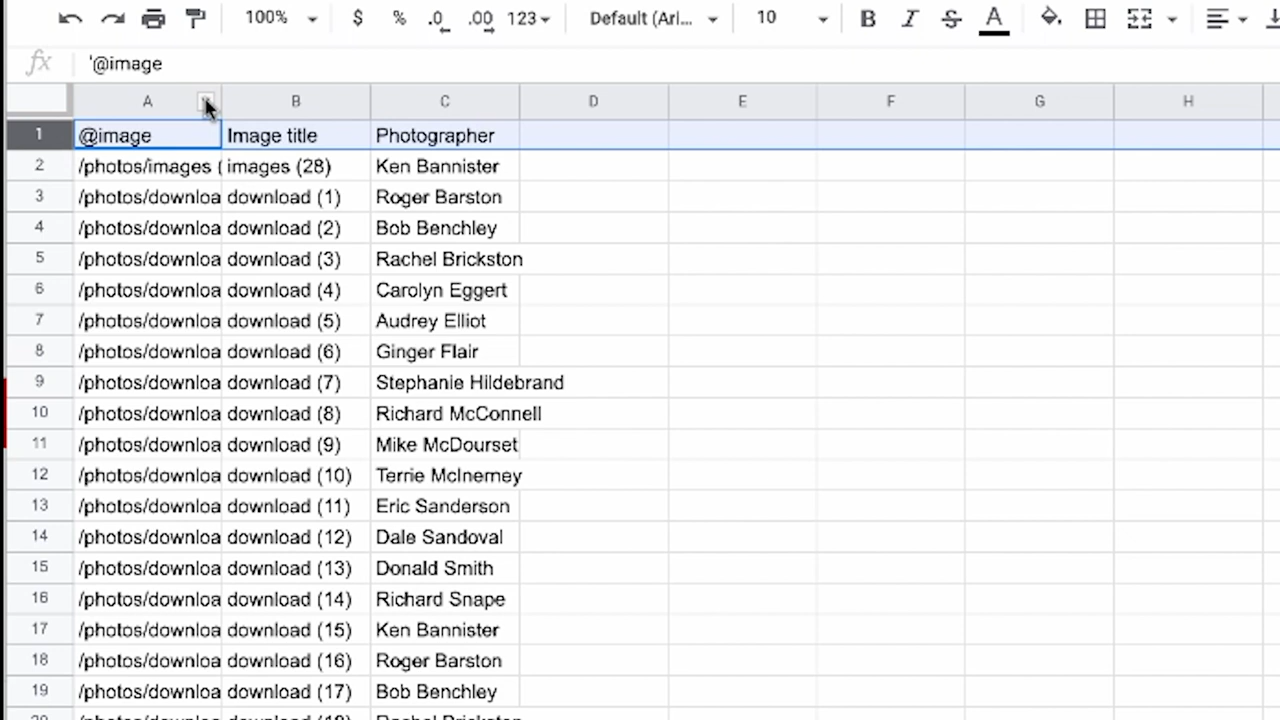 100% $ % .0 .00 123 Default (Arl... 10 B I S A
fx '@image
A B C D E F G H
1 @image Image title Photographer
2 /photos/images ( images (28) Ken Bannister
3 /photos/downloa download (1) Roger Barston
4 /photos/downloa download (2) Bob Benchley
5 /photos/downloa download (3) Rachel Brickston
6 /photos/downloa download (4) Carolyn Eggert
7 /photos/downloa download (5) Audrey Elliot
8 /photos/downloa download (6) Ginger Flair
9 /photos/downloa download (7) Stephanie Hildebrand
10 /photos/downloa download (8) Richard McConnell
11 /photos/downloa download (9) Mike McDourset
12 /photos/downloa download (10) Terrie McInerney
13 /photos/downloa download (11) Eric Sanderson
14 /photos/downloa download (12) Dale Sandoval
15 /photos/downloa download (13) Donald Smith
16 /photos/downloa download (14) Richard Snape
17 /photos/downloa download (15) Ken Bannister
18 /photos/downloa download (16) Roger Barston
19 /photos/downloa download (17) Bob Benchley